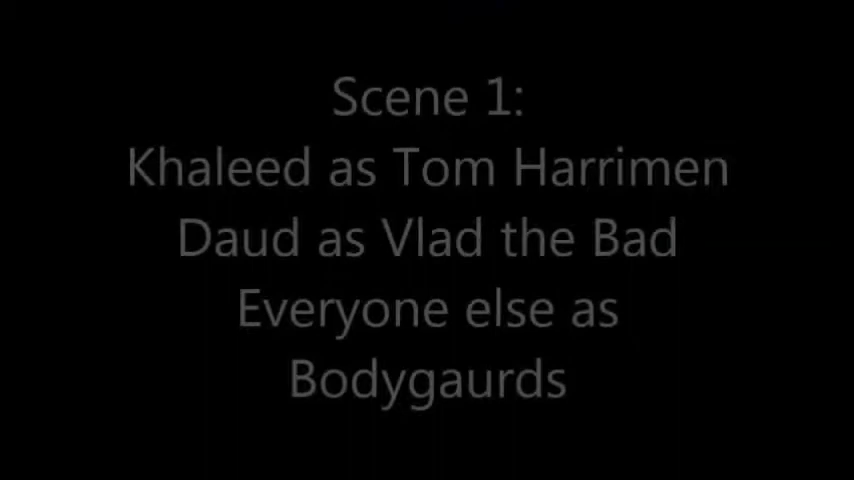 Scene 1:
Khaleed as Tom Harrimen
Daud as Vlad the Bad
Everyone else as
Bodygaurds